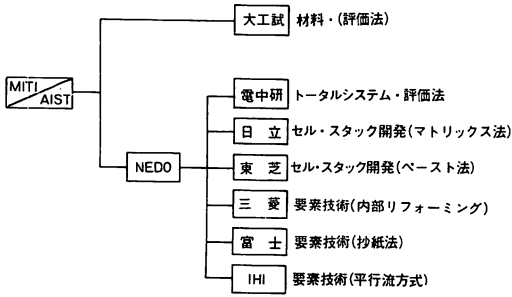 大工試 材料・(評価法)
MITI/AIST
電中研 トータルシステム・評価法
日立 セル・スタック開発(マトリックス法)
NEDO
東芝 セル・スタック開発(ペースト法)
三菱 要素技術(内部リフォーミング)
富士 要素技術(抄紙法)
IHI 要素技術(平行流方式)